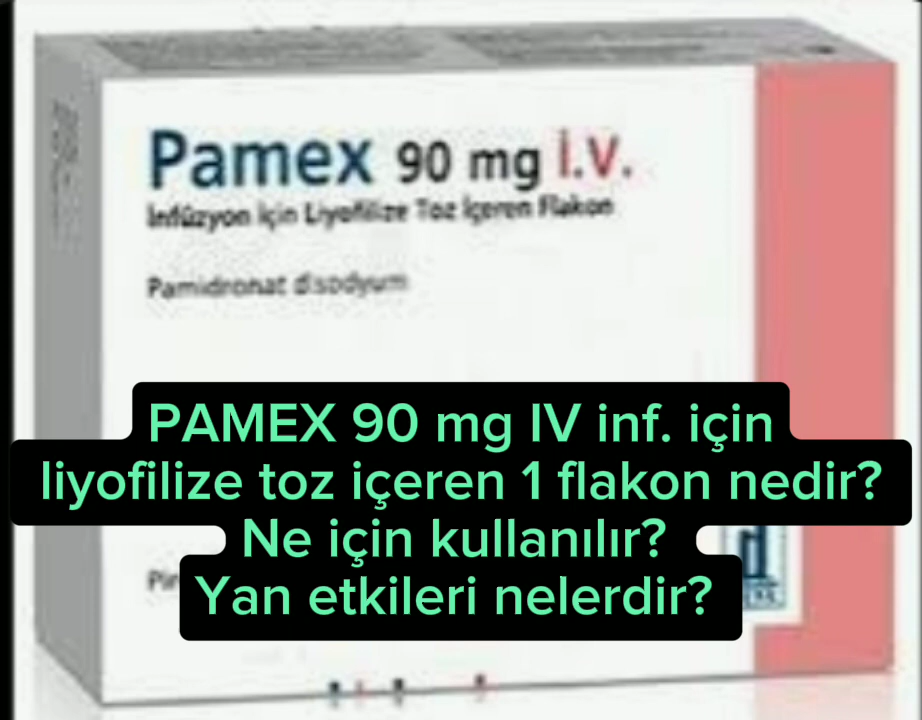 Pamex 90 mg İ.V.
İnfüzyon İçin Liyofilize Toz İçeren Flakon
Pamidronat disodyum
PAMEX 90 mg IV inf. için
liyofilize toz içeren 1 flakon nedir?
Ne için kullanılır?
Yan etkileri nelerdir?